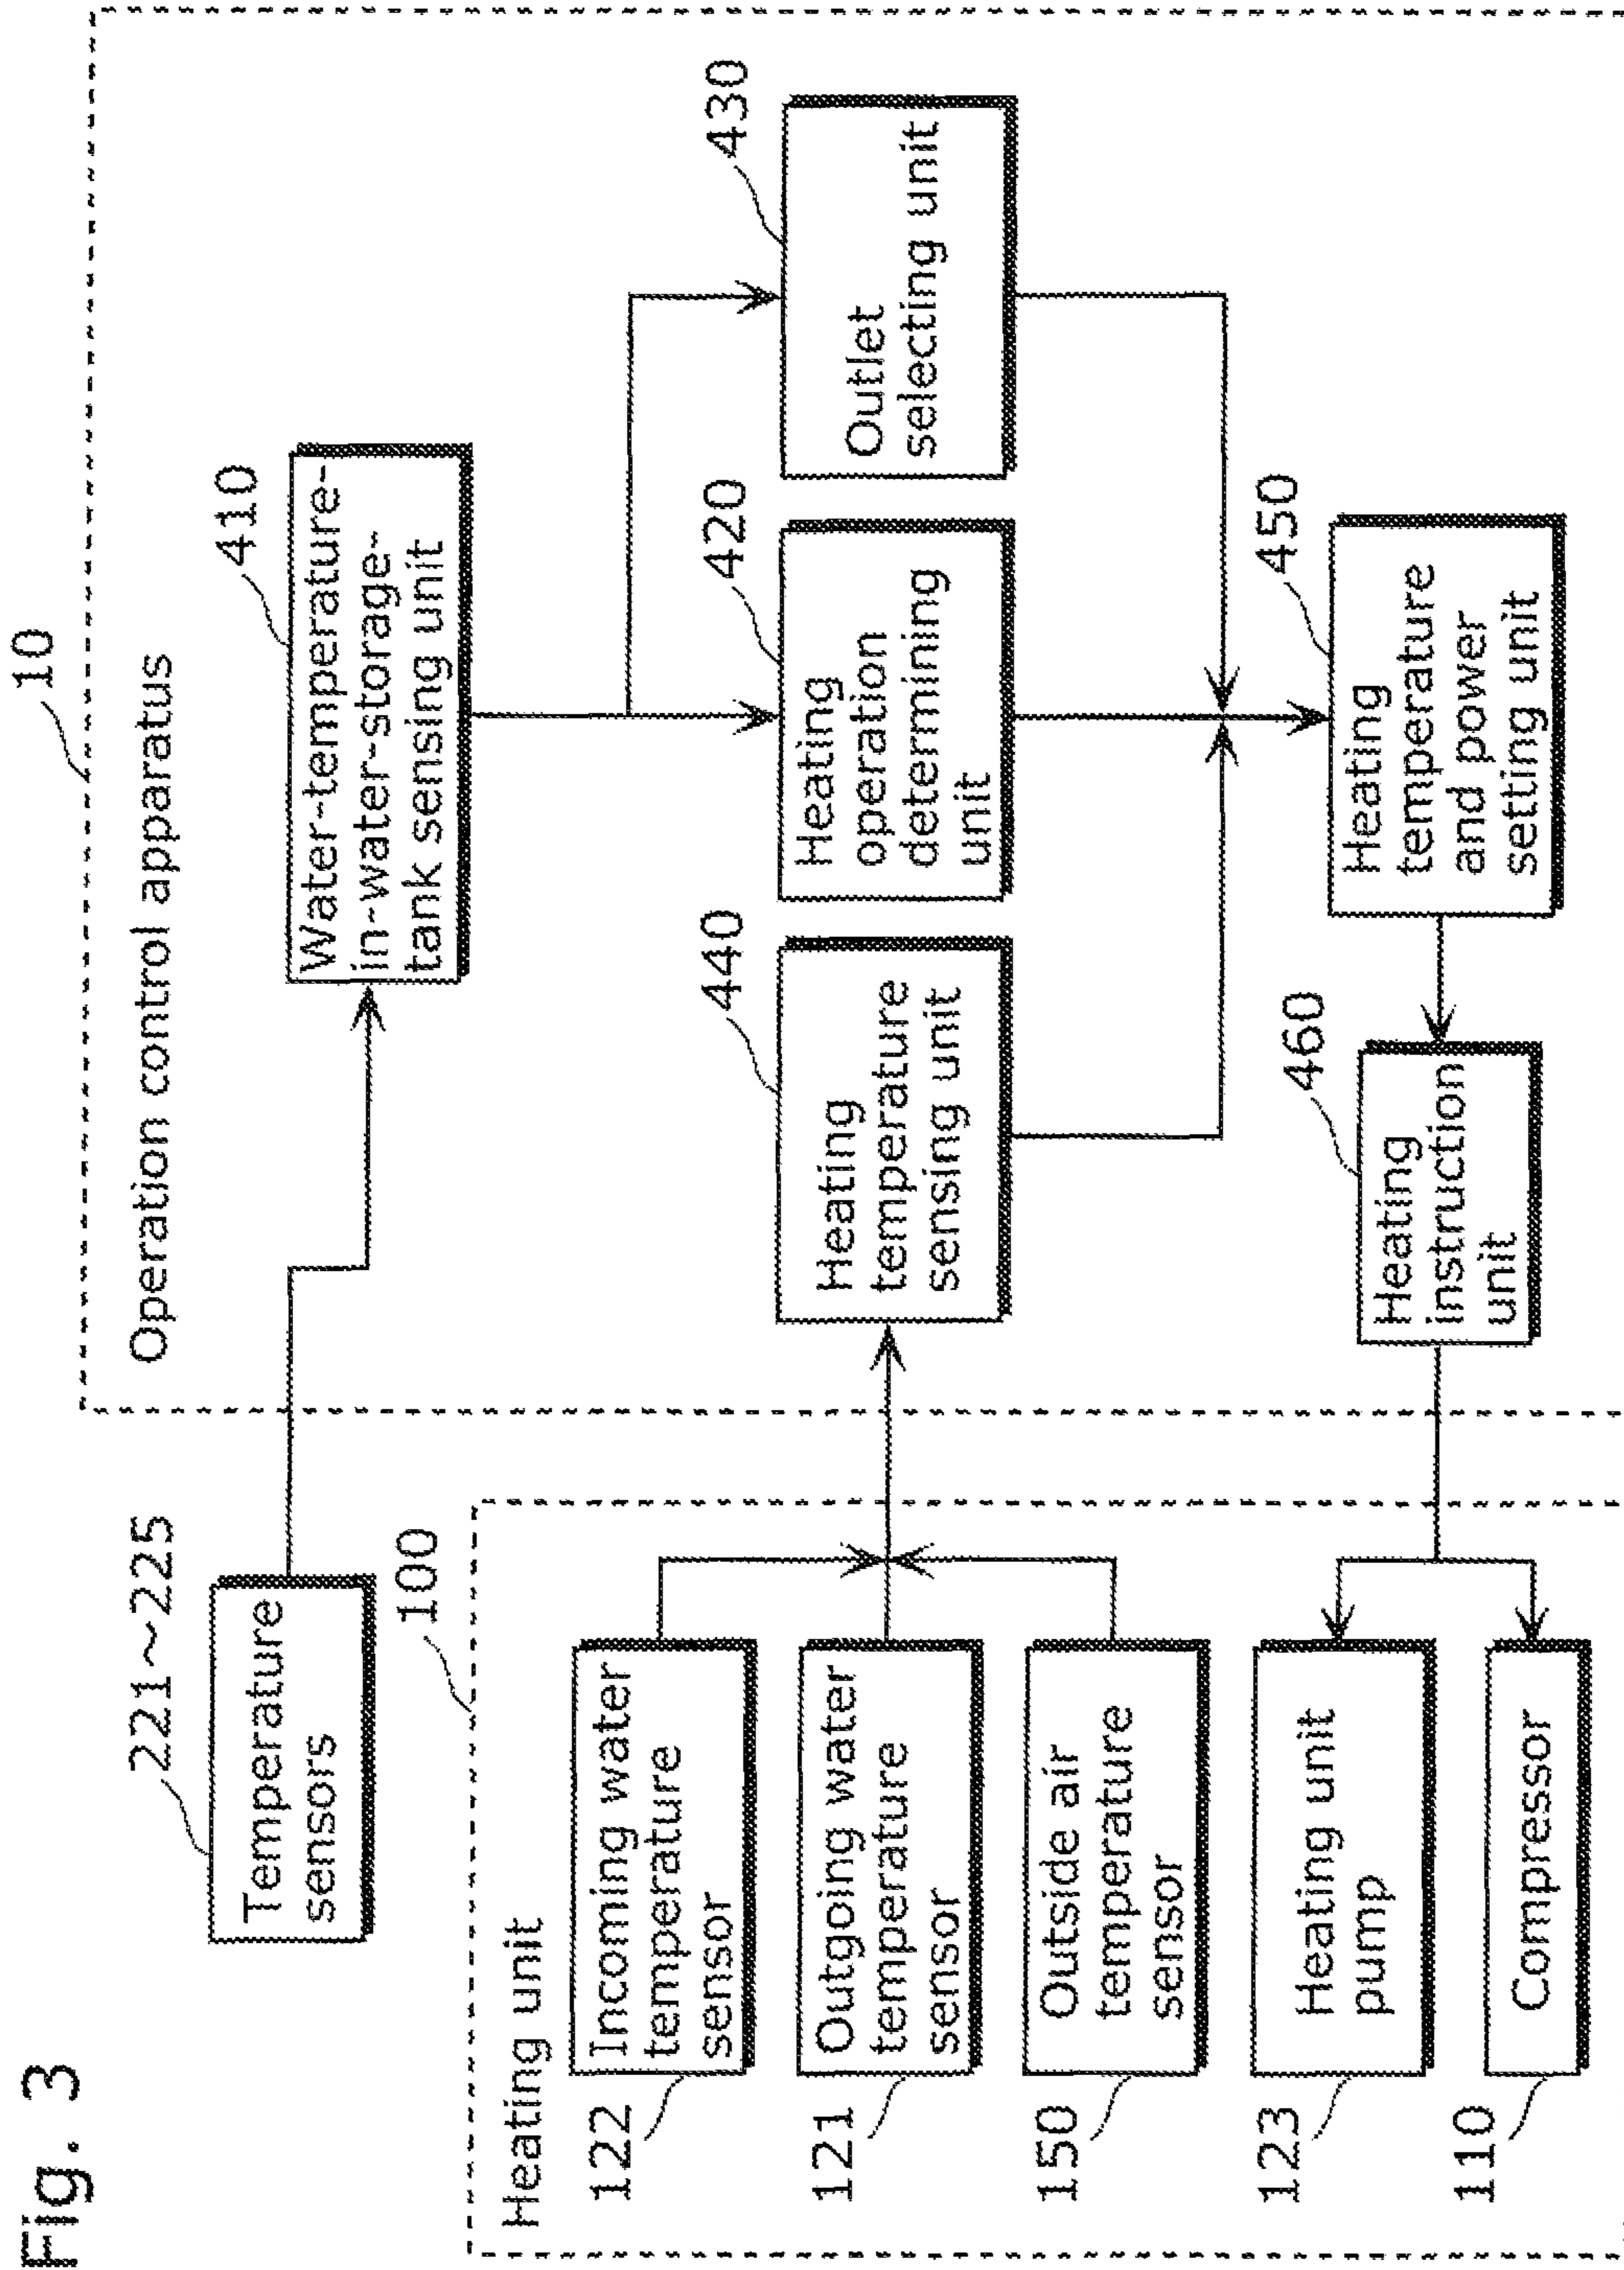 Fig. 3
10
Operation control apparatus
221～225
Temperature
sensors
410
Water-temperature-
in-water-storage-
tank sensing unit
100
Heating unit
122
Incoming water
temperature
sensor
121
Outgoing water
temperature
sensor
150
Outside air
temperature
sensor
123
Heating unit
pump
110
Compressor
440
Heating
temperature
sensing unit
420
Heating
operation
determining
unit
430
Outlet
selecting unit
450
Heating
temperature
and power
setting unit
460
Heating
instruction
unit